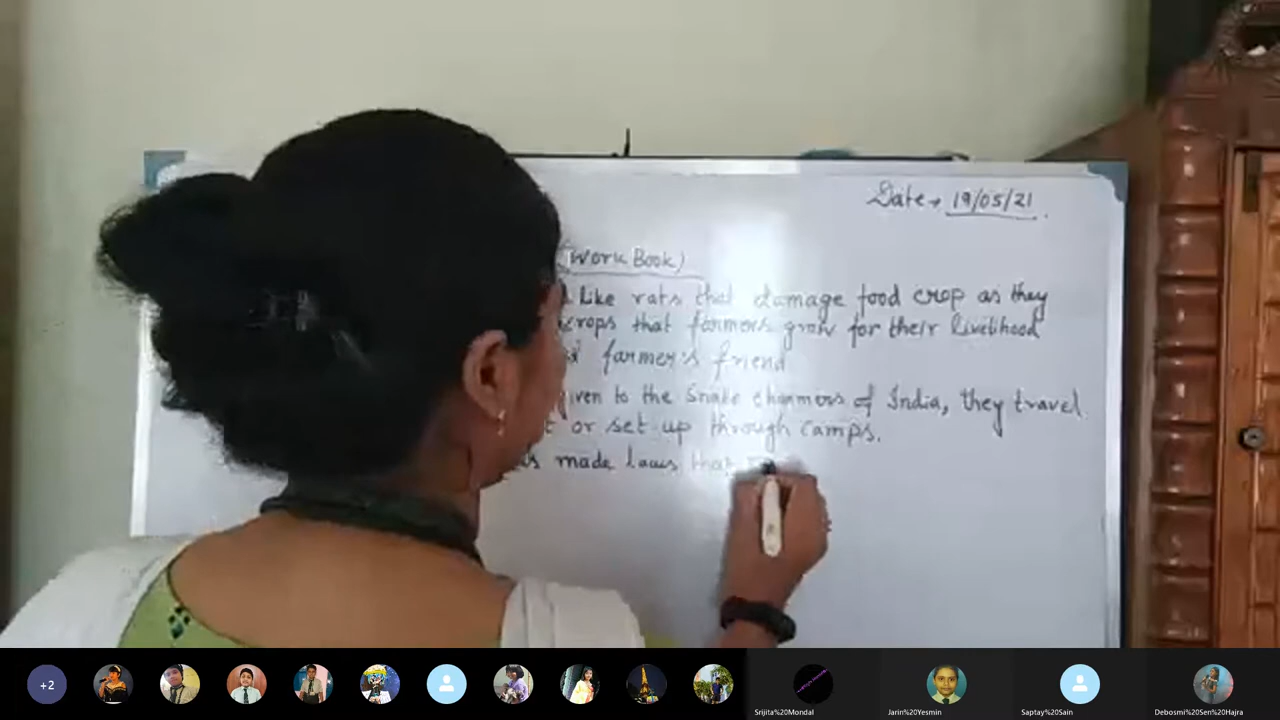 Date → 19/05/21.
(Work Book)
like rats that damage food crop as they
crops that farmers grow for their livelihood
farmer's friend
given to the Snake charmers of India, they travel
or set up through camps.
made laws that
+2
Srijita%20Mondal
Jarin%20Yesmin
Saptay%20Sain
Debosmi%20Sen%20Hajra